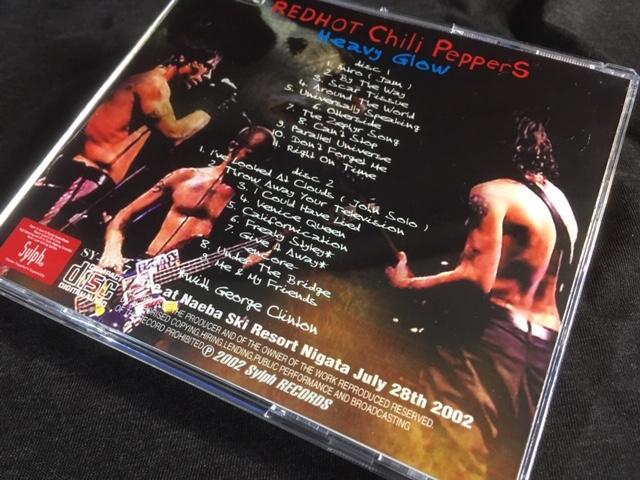 REDHOT Chili PepperS
Heavy Glow
disc 1
1. Intro ( Jam )
2. By The Way
3. Scar Tissue
4. Around The World
5. Universally Speaking
6. Otherside
7. The Zephyr Song
8. Can't Stop
9. Parallel Universe
10. Don't Forget Me
11. Right On Time
disc 2
1. I've Looked At Clouds ( John Solo )
2. Throw Away Your Television
3. I Could Have Lied
4. Venice Queen
5. Californication
6. Freaky Styley*
7. Give It Away*
8. Under The Bridge
9. Me & My Friends
With George Clinton
at Naeba Ski Resort Nigata July 28th 2002
THE PRODUCER AND OF THE OWNER OF THE WORK REPRODUCED RESERVED.
COPYING,HIRING,LENDING,PUBLIC PERFORMANCE AND BROADCASTING
RECORD PROHIBITED Ⓟ 2002 Sylph RECORDS
Sylph
disc